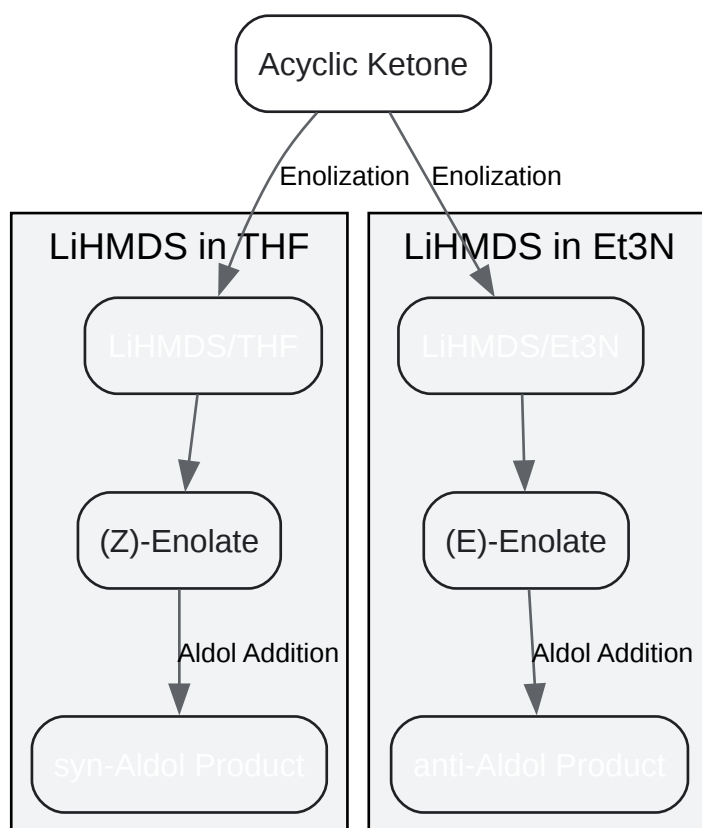 Acyclic Ketone
Enolization
Enolization
LiHMDS in THF
LiHMDS in Et3N
LiHMDS/THF
LiHMDS/Et3N
(Z)-Enolate
(E)-Enolate
Aldol Addition
Aldol Addition
syn-Aldol Product
anti-Aldol Product